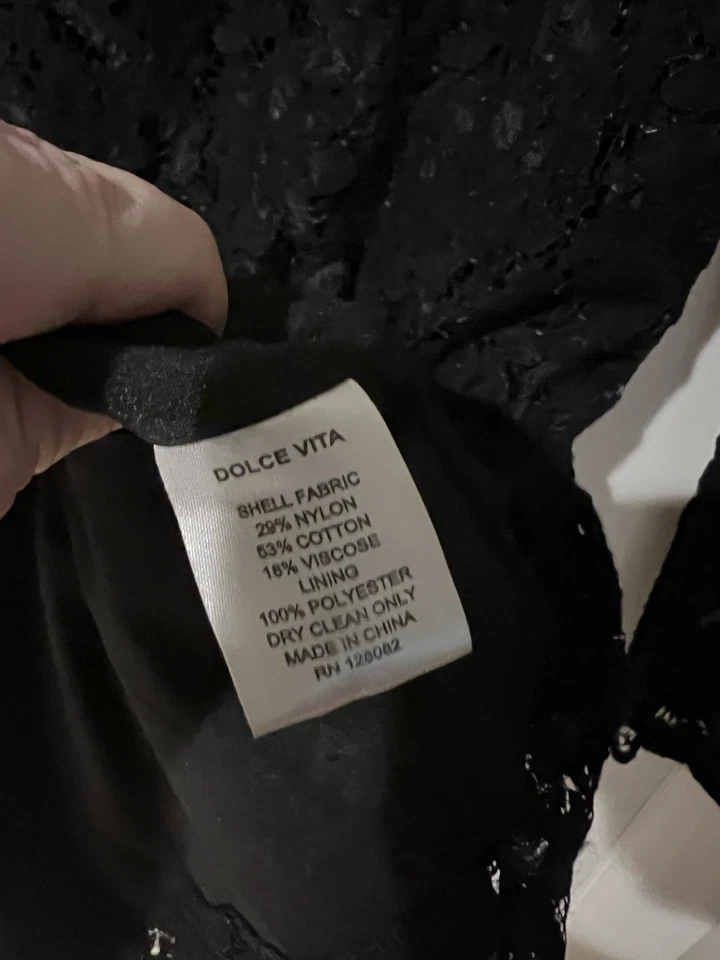 DOLCE VITA
SHELL FABRIC
29% NYLON
53% COTTON
18% VISCOSE
LINING
100% POLYESTER
DRY CLEAN ONLY
MADE IN CHINA
RN